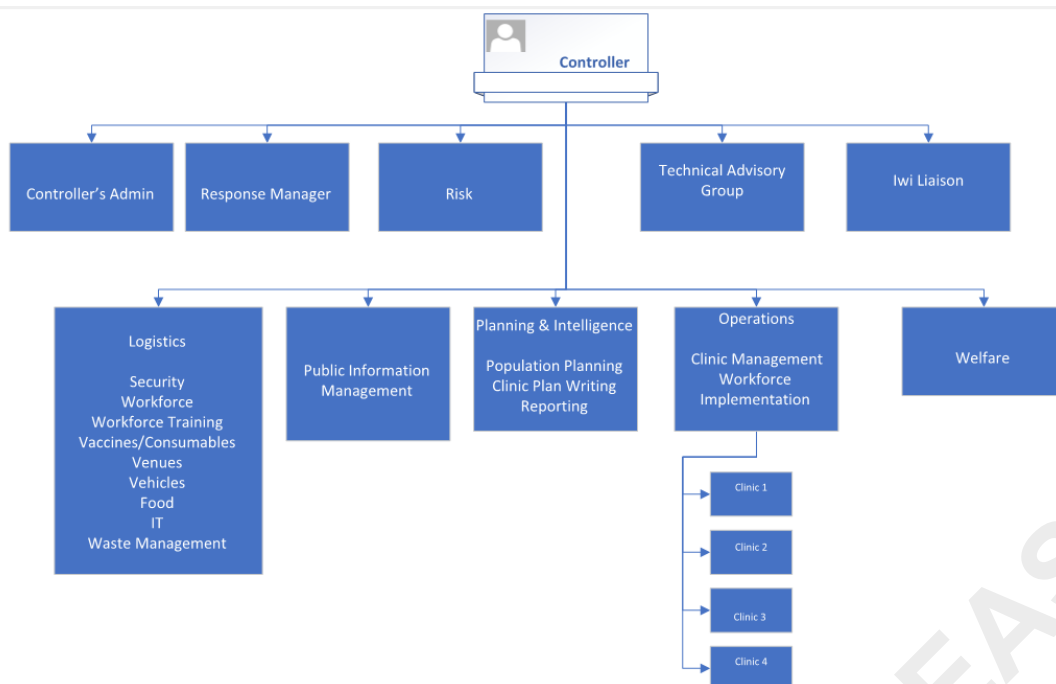 Controller
Controller's Admin
Response Manager
Risk
Technical Advisory
Group
Iwi Liaison
Logistics
Security
Workforce
Workforce Training
Vaccines/Consumables
Venues
Vehicles
Food
IT
Waste Management
Public Information
Management
Planning & Intelligence
Population Planning
Clinic Plan Writing
Reporting
Operations
Clinic Management
Workforce
Implementation
Welfare
Clinic 1
Clinic 2
Clinic 3
Clinic 4